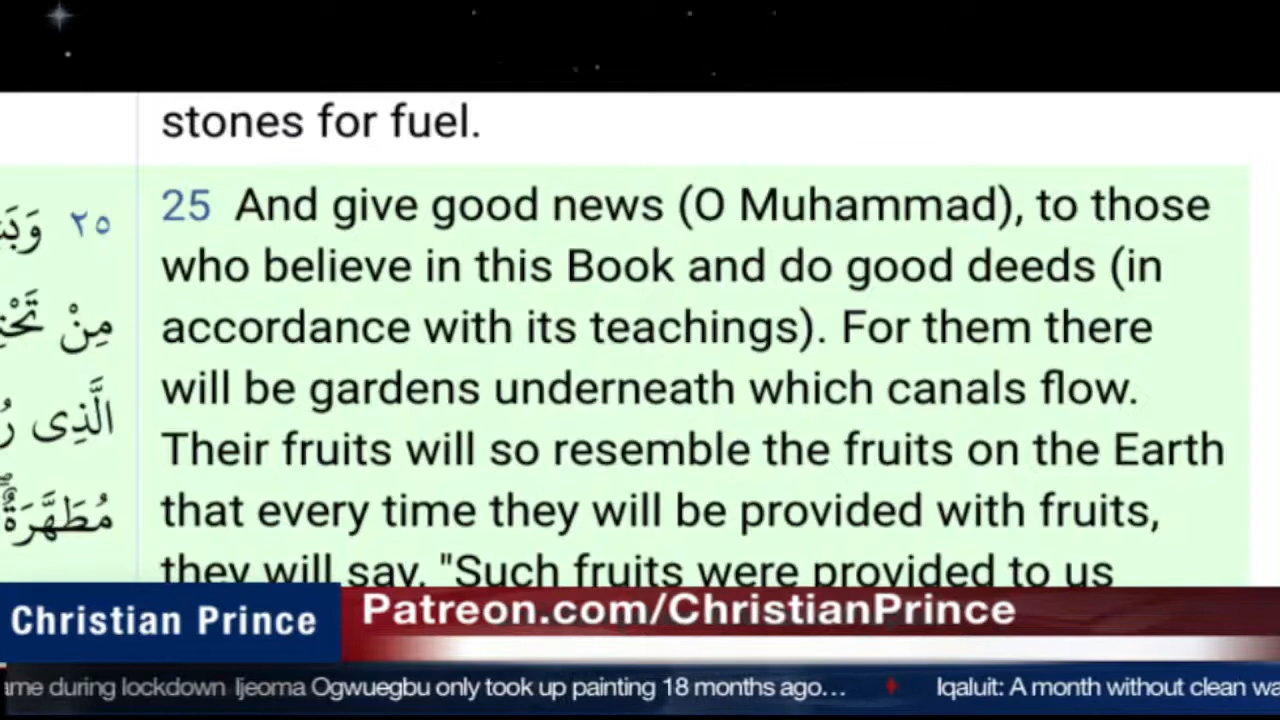 stones for fuel.
25 And give good news (O Muhammad), to those
who believe in this Book and do good deeds (in
accordance with its teachings). For them there
will be gardens underneath which canals flow.
Their fruits will so resemble the fruits on the Earth
that every time they will be provided with fruits,
they will say, "Such fruits were provided to us
٢٥
مِنْ
الَّذِى
مُطَهَّرَةٌ
Christian Prince
Patreon.com/ChristianPrince
during lockdown Ijeoma Ogwuegbu only took up painting 18 months ago... Iqaluit: A month without clean